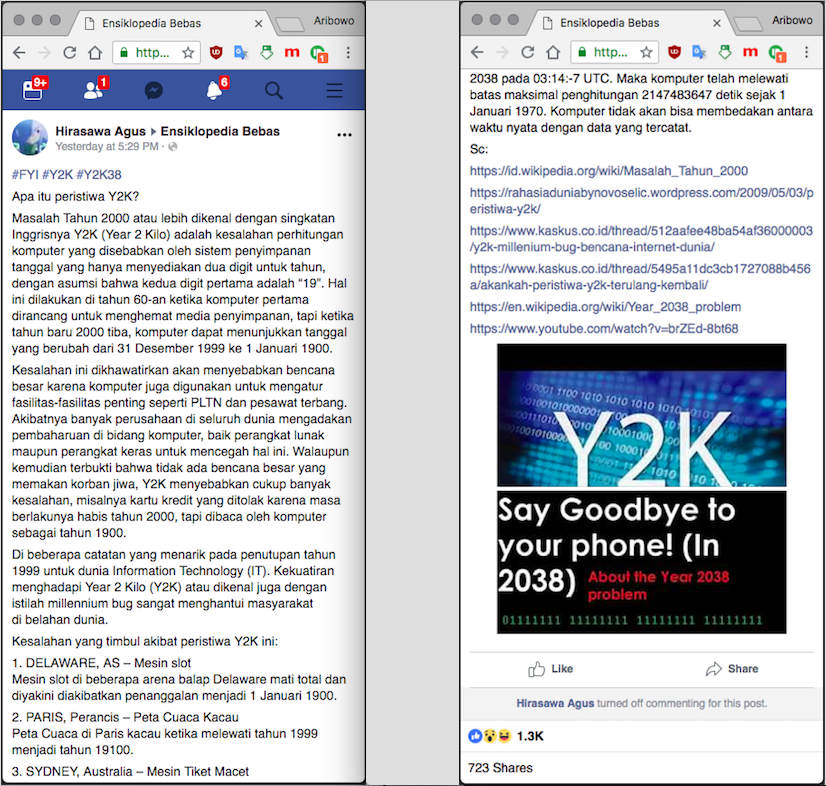 Ensiklopedia Bebas
Aribowo
http...
UD
1
9+
1
6
Hirasawa Agus ▸ Ensiklopedia Bebas
Yesterday at 5:29 PM ·
#FYI #Y2K #Y2K38
Apa itu peristiwa Y2K?
Masalah Tahun 2000 atau lebih dikenal dengan singkatan
Inggrisnya Y2K (Year 2 Kilo) adalah kesalahan perhitungan
komputer yang disebabkan oleh sistem penyimpanan
tanggal yang hanya menyediakan dua digit untuk tahun,
dengan asumsi bahwa kedua digit pertama adalah “19”. Hal
ini dilakukan di tahun 60-an ketika komputer pertama
dirancang untuk menghemat media penyimpanan, tapi ketika
tahun baru 2000 tiba, komputer dapat menunjukkan tanggal
yang berubah dari 31 Desember 1999 ke 1 Januari 1900.
Kesalahan ini dikhawatirkan akan menyebabkan bencana
besar karena komputer juga digunakan untuk mengatur
fasilitas-fasilitas penting seperti PLTN dan pesawat terbang.
Akibatnya banyak perusahaan di seluruh dunia mengadakan
pembaharuan di bidang komputer, baik perangkat lunak
maupun perangkat keras untuk mencegah hal ini. Walaupun
kemudian terbukti bahwa tidak ada bencana besar yang
memakan korban jiwa, Y2K menyebabkan cukup banyak
kesalahan, misalnya kartu kredit yang ditolak karena masa
berlakunya habis tahun 2000, tapi dibaca oleh komputer
sebagai tahun 1900.
Di beberapa catatan yang menarik pada penutupan tahun
1999 untuk dunia Information Technology (IT). Kekuatiran
menghadapi Year 2 Kilo (Y2K) atau dikenal juga dengan
istilah millennium bug sangat menghantui masyarakat
di belahan dunia.
Kesalahan yang timbul akibat peristiwa Y2K ini:
1. DELAWARE, AS – Mesin slot
Mesin slot di beberapa arena balap Delaware mati total dan
diyakini diakibatkan penanggalan menjadi 1 Januari 1900.
2. PARIS, Perancis – Peta Cuaca Kacau
Peta Cuaca di Paris kacau ketika melewati tahun 1999
menjadi tahun 19100.
3. SYDNEY, Australia – Mesin Tiket Macet
Ensiklopedia Bebas
Aribowo
http...
UD
1
2038 pada 03:14:-7 UTC. Maka komputer telah melewati
batas maksimal penghitungan 2147483647 detik sejak 1
Januari 1970. Komputer tidak akan bisa membedakan antara
waktu nyata dengan data yang tercatat.
Sc:
https://id.wikipedia.org/wiki/Masalah_Tahun_2000
https://rahasiaduniabynovoselic.wordpress.com/2009/05/03/p
eristiwa-y2k/
https://www.kaskus.co.id/thread/512aafee48ba54af36000003
/y2k-millenium-bug-bencana-internet-dunia/
https://www.kaskus.co.id/thread/5495a11dc3cb1727088b456
a/akankah-peristiwa-y2k-terulang-kembali/
https://en.wikipedia.org/wiki/Year_2038_problem
https://www.youtube.com/watch?v=brZEd-8bt68
Y2K
Say Goodbye to
your phone! (In
2038) About the Year 2038
problem
01111111 11111111 11111111 11111111
Like
Share
Hirasawa Agus turned off commenting for this post.
1.3K
723 Shares